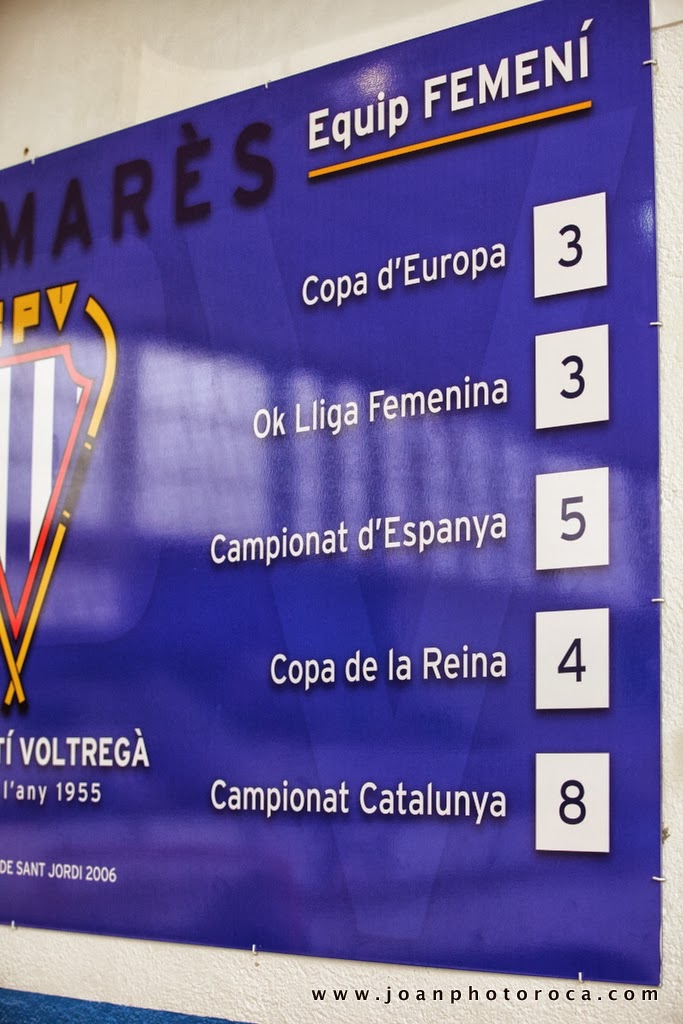 MARÈS
Equip FEMENÍ
Copa d'Europa 3
Ok Lliga Femenina 3
Campionat d'Espanya 5
Copa de la Reina 4
Campionat Catalunya 8
TÍ VOLTREGÀ
l'any 1955
DE SANT JORDI 2006
www.joanphotoroca.com